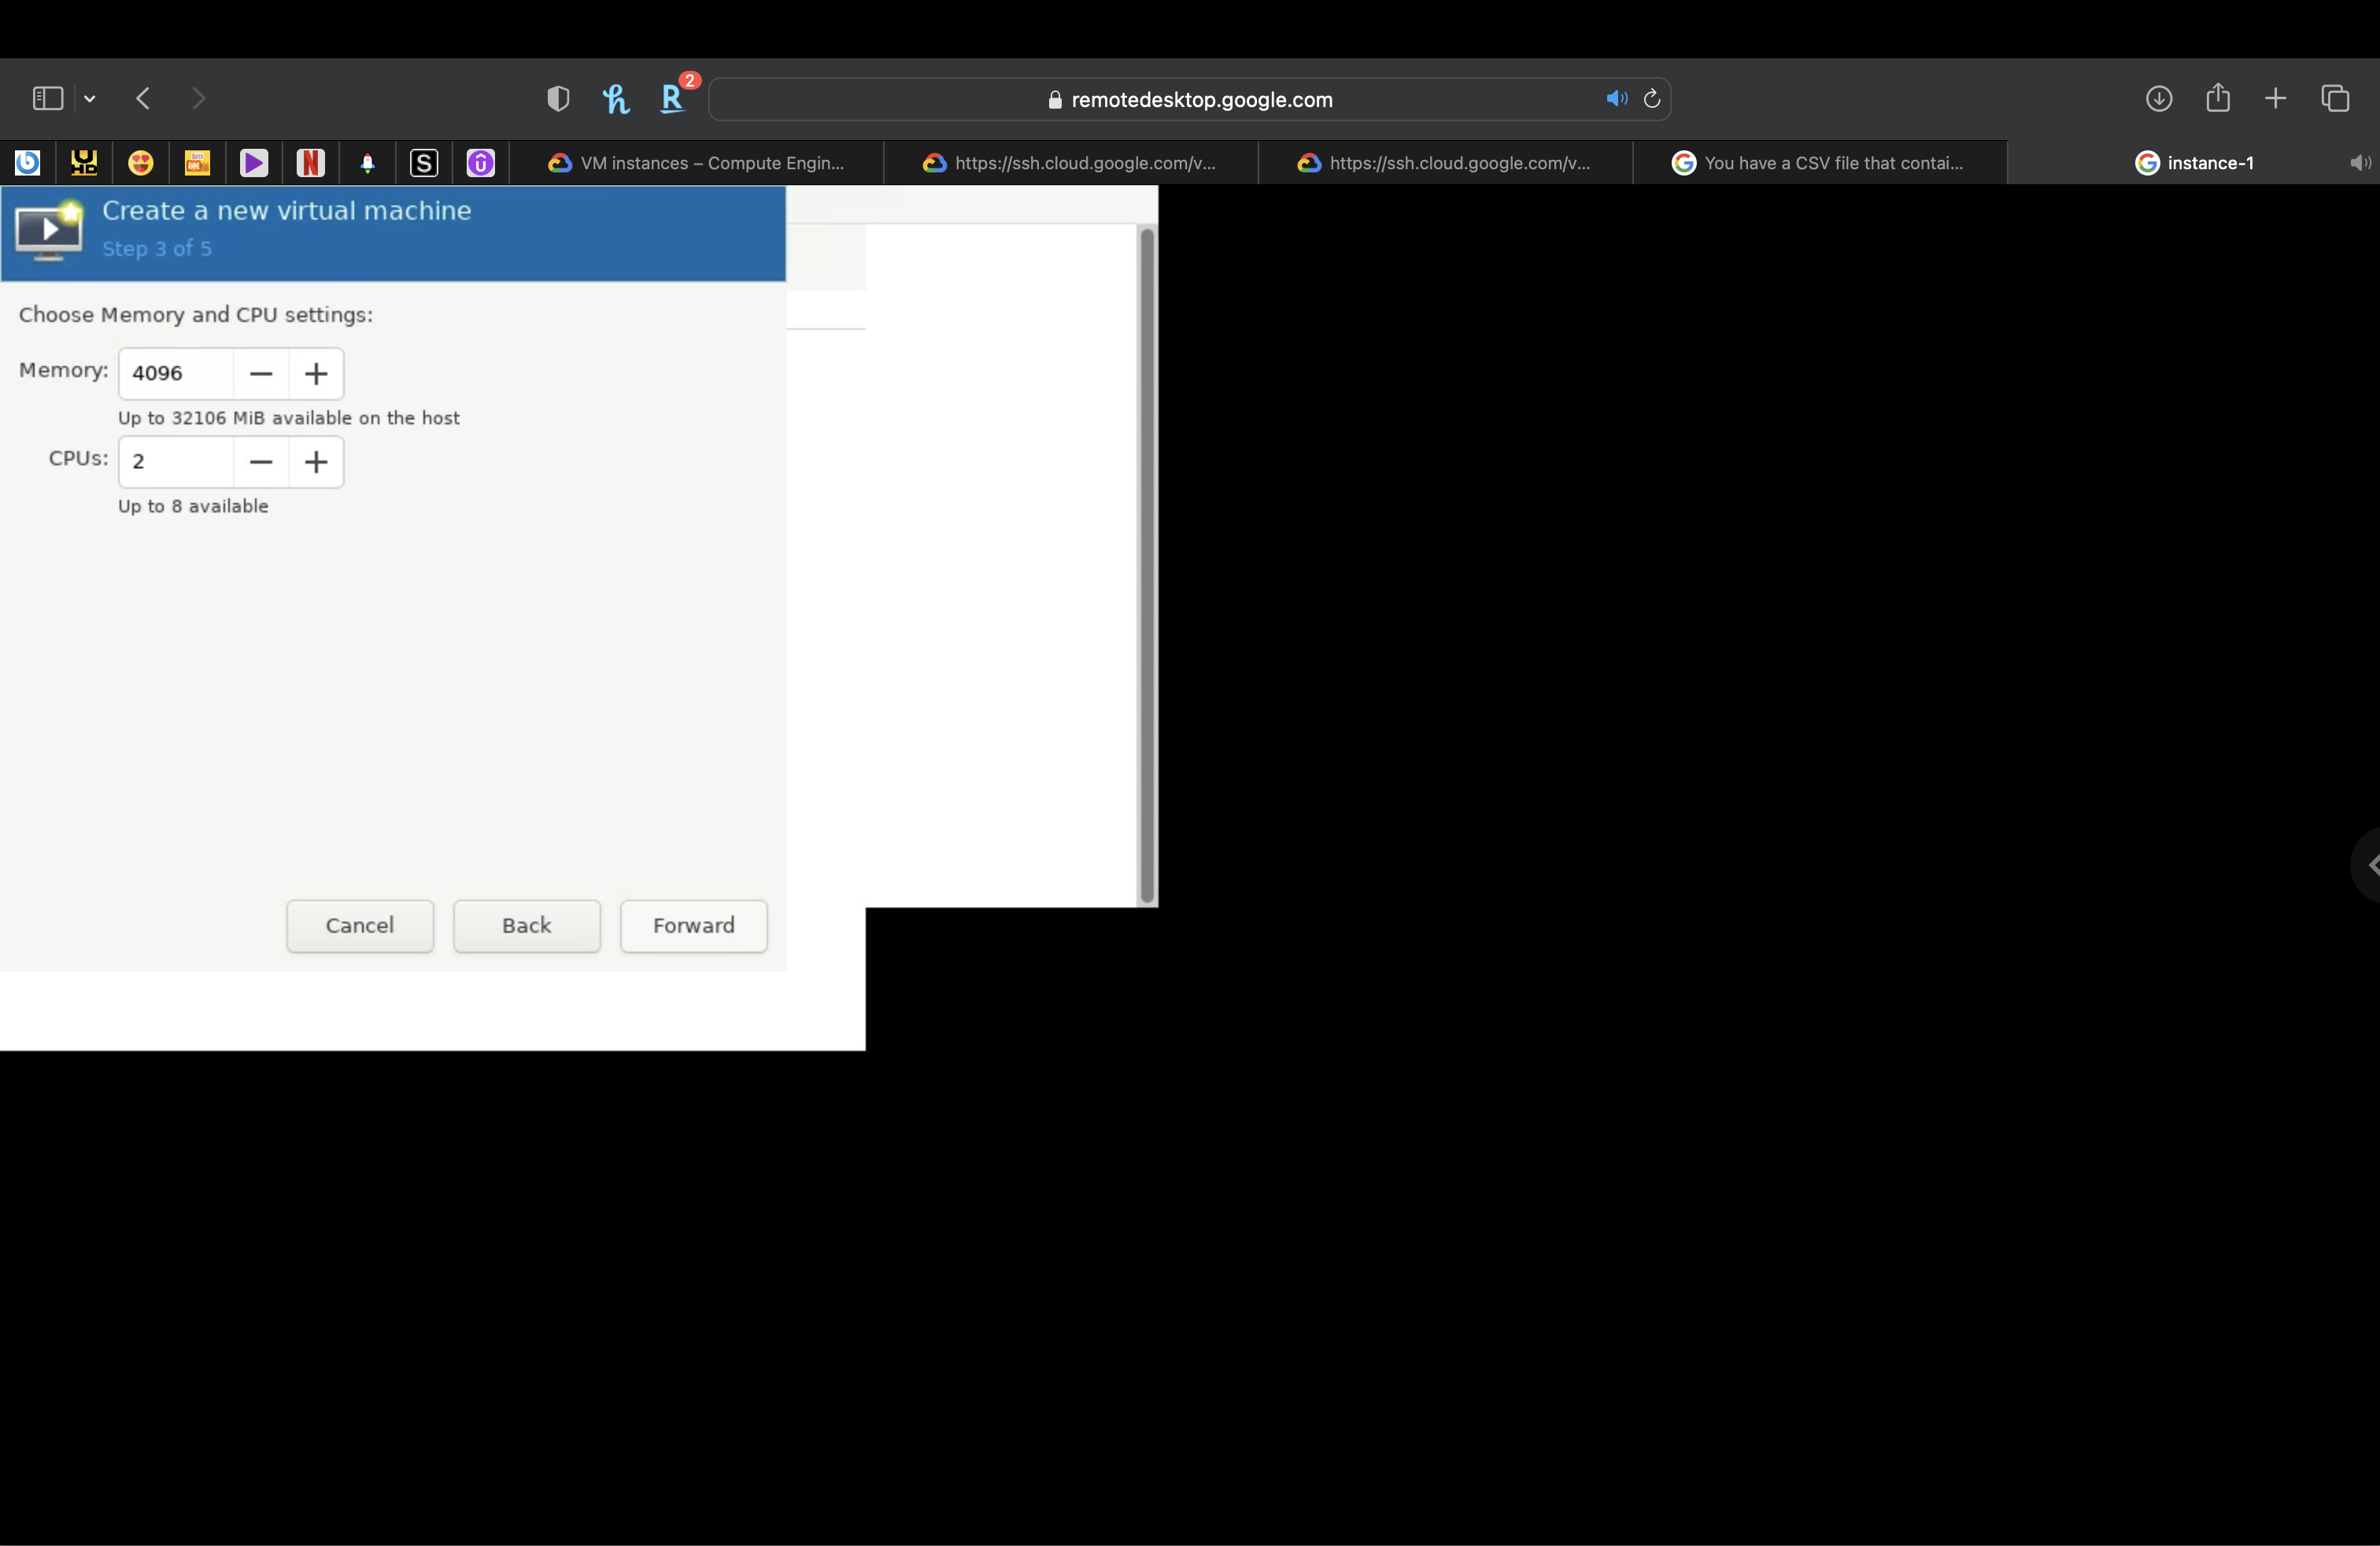 2
remotedesktop.google.com
VM instances – Compute Engin...
https://ssh.cloud.google.com/v...
https://ssh.cloud.google.com/v...
You have a CSV file that contai...
instance-1
Create a new virtual machine
Step 3 of 5
Choose Memory and CPU settings:
Memory: 4096
Up to 32106 MiB available on the host
CPUs: 2
Up to 8 available
Cancel
Back
Forward